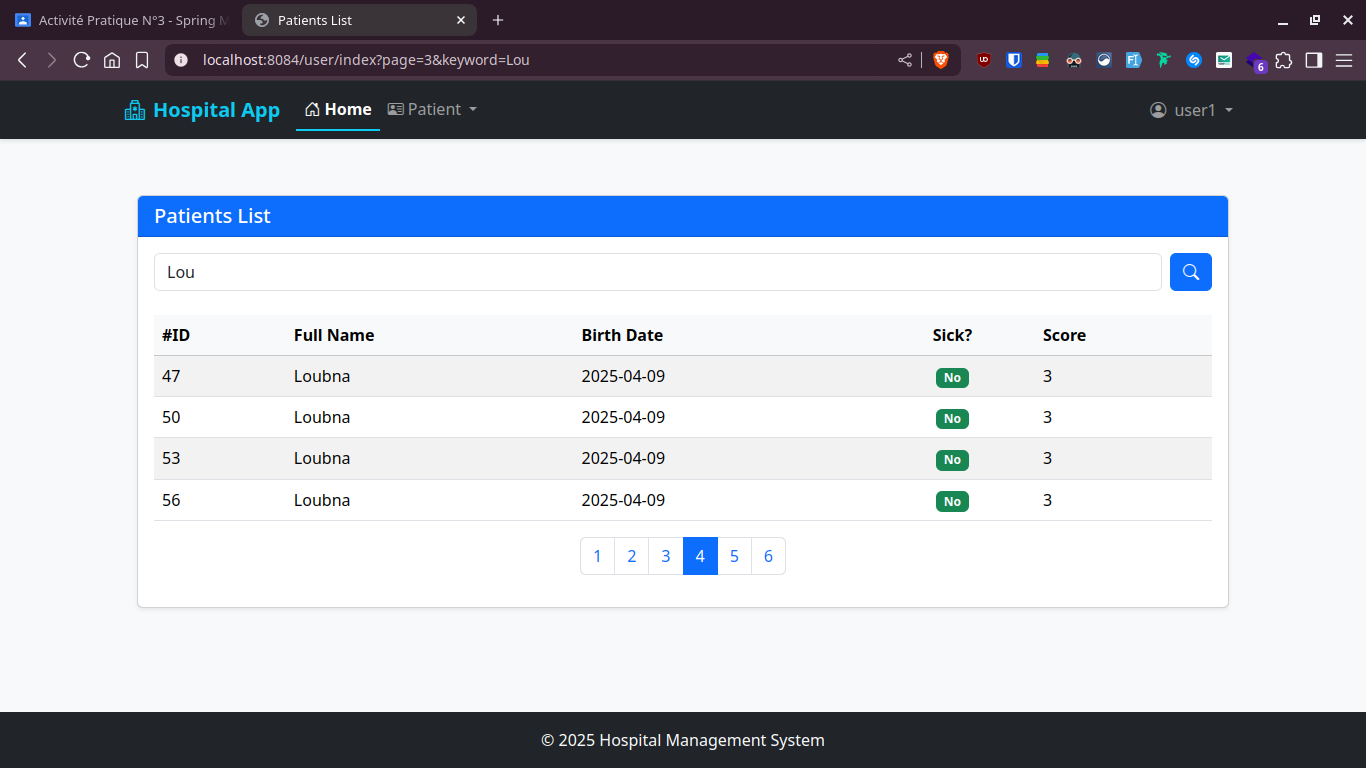 Activité Pratique N°3 - Spring M
Patients List
localhost:8084/user/index?page=3&keyword=Lou
6
Hospital App Home Patient user1
Patients List
Lou
#ID Full Name Birth Date Sick? Score
47 Loubna 2025-04-09 No 3
50 Loubna 2025-04-09 No 3
53 Loubna 2025-04-09 No 3
56 Loubna 2025-04-09 No 3
1 2 3 4 5 6
© 2025 Hospital Management System